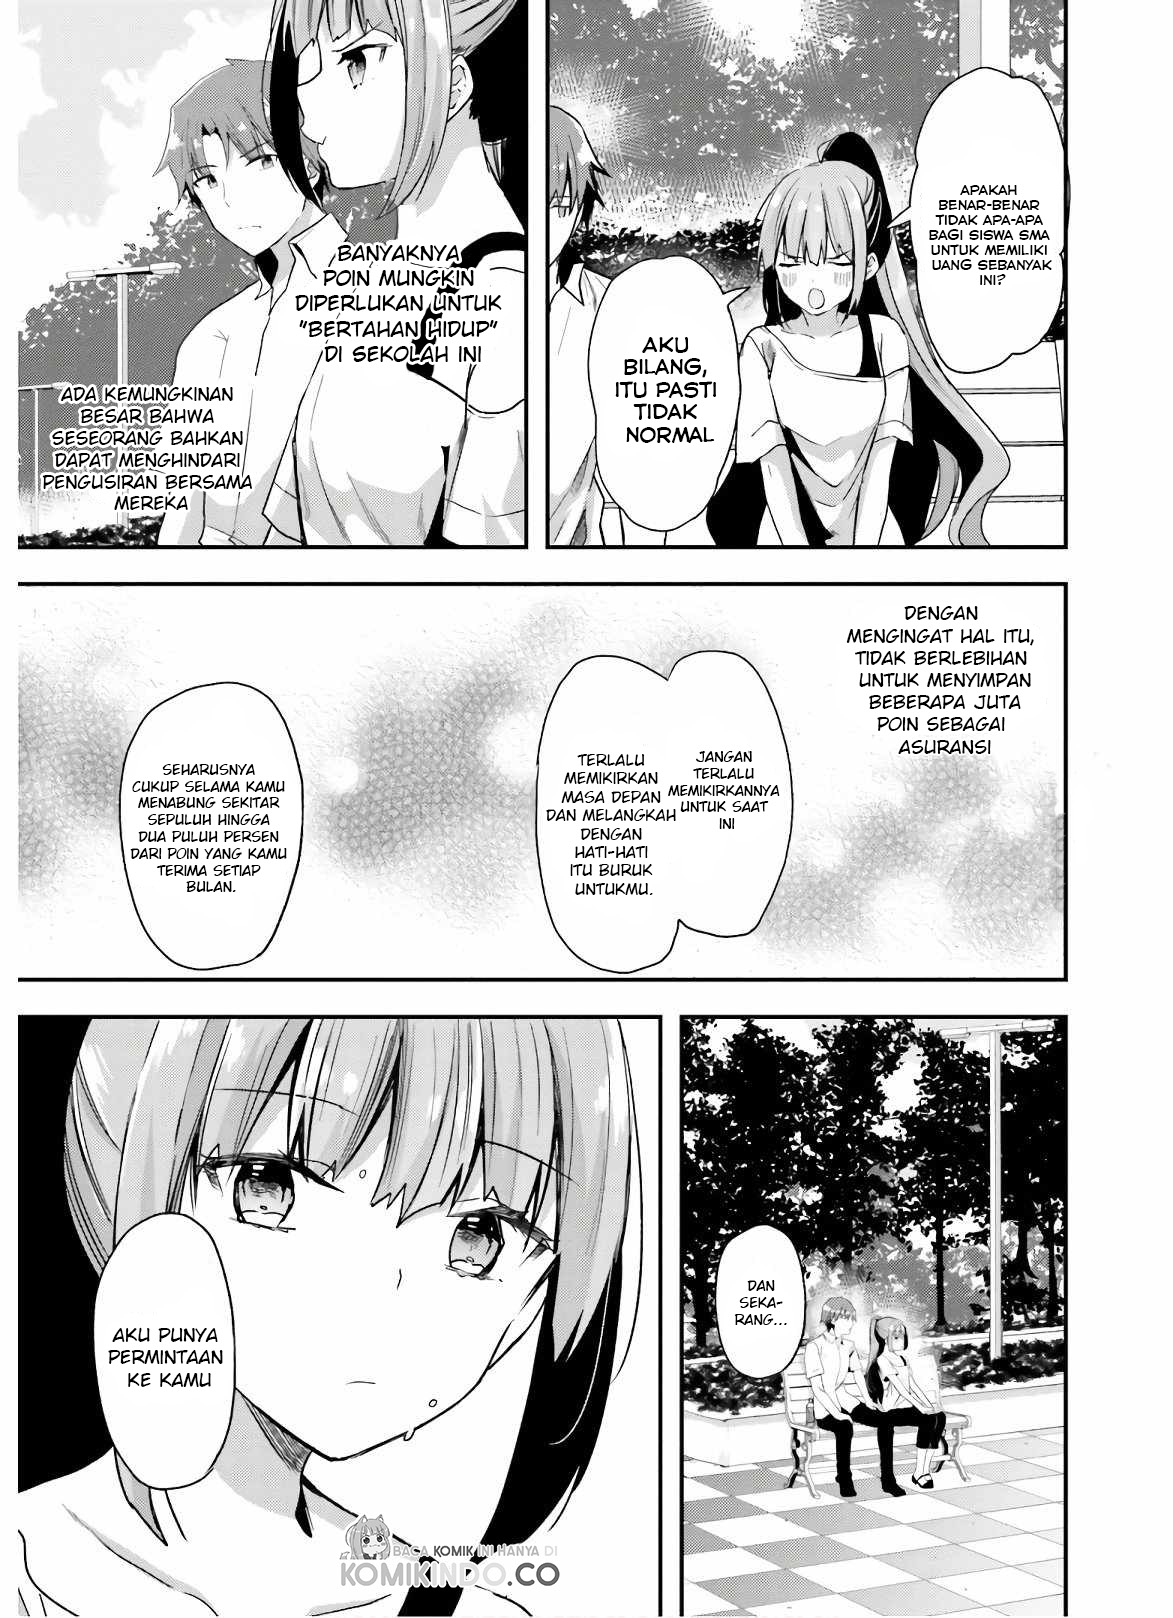 APAKAH
BENAR-BENAR
TIDAK APA-APA
BAGI SISWA SMA
UNTUK MEMILIKI
UANG SEBANYAK
INI?
AKU
BILANG,
ITU PASTI
TIDAK
NORMAL
BANYAKNYA
POIN MUNGKIN
DIPERLUKAN UNTUK
"BERTAHAN HIDUP"
DI SEKOLAH INI
ADA KEMUNGKINAN
BESAR BAHWA
SESEORANG BAHKAN
DAPAT MENGHINDARI
PENGUSIRAN BERSAMA
MEREKA
DENGAN
MENGINGAT HAL ITU,
TIDAK BERLEBIHAN
UNTUK MENYIMPAN
BEBERAPA JUTA
POIN SEBAGAI
ASURANSI
JANGAN
TERLALU
MEMIKIRKANNYA
UNTUK SAAT
INI
TERLALU
MEMIKIRKAN
MASA DEPAN
DAN MELANGKAH
DENGAN
HATI-HATI
ITU BURUK
UNTUKMU.
SEHARUSNYA
CUKUP SELAMA KAMU
MENABUNG SEKITAR
SEPULUH HINGGA
DUA PULUH PERSEN
DARI POIN YANG KAMU
TERIMA SETIAP
BULAN.
DAN
SEKA-
RANG...
AKU PUNYA
PERMINTAAN
KE KAMU
BACA KOMIK INI HANYA DI
KOMIKINDO.CO